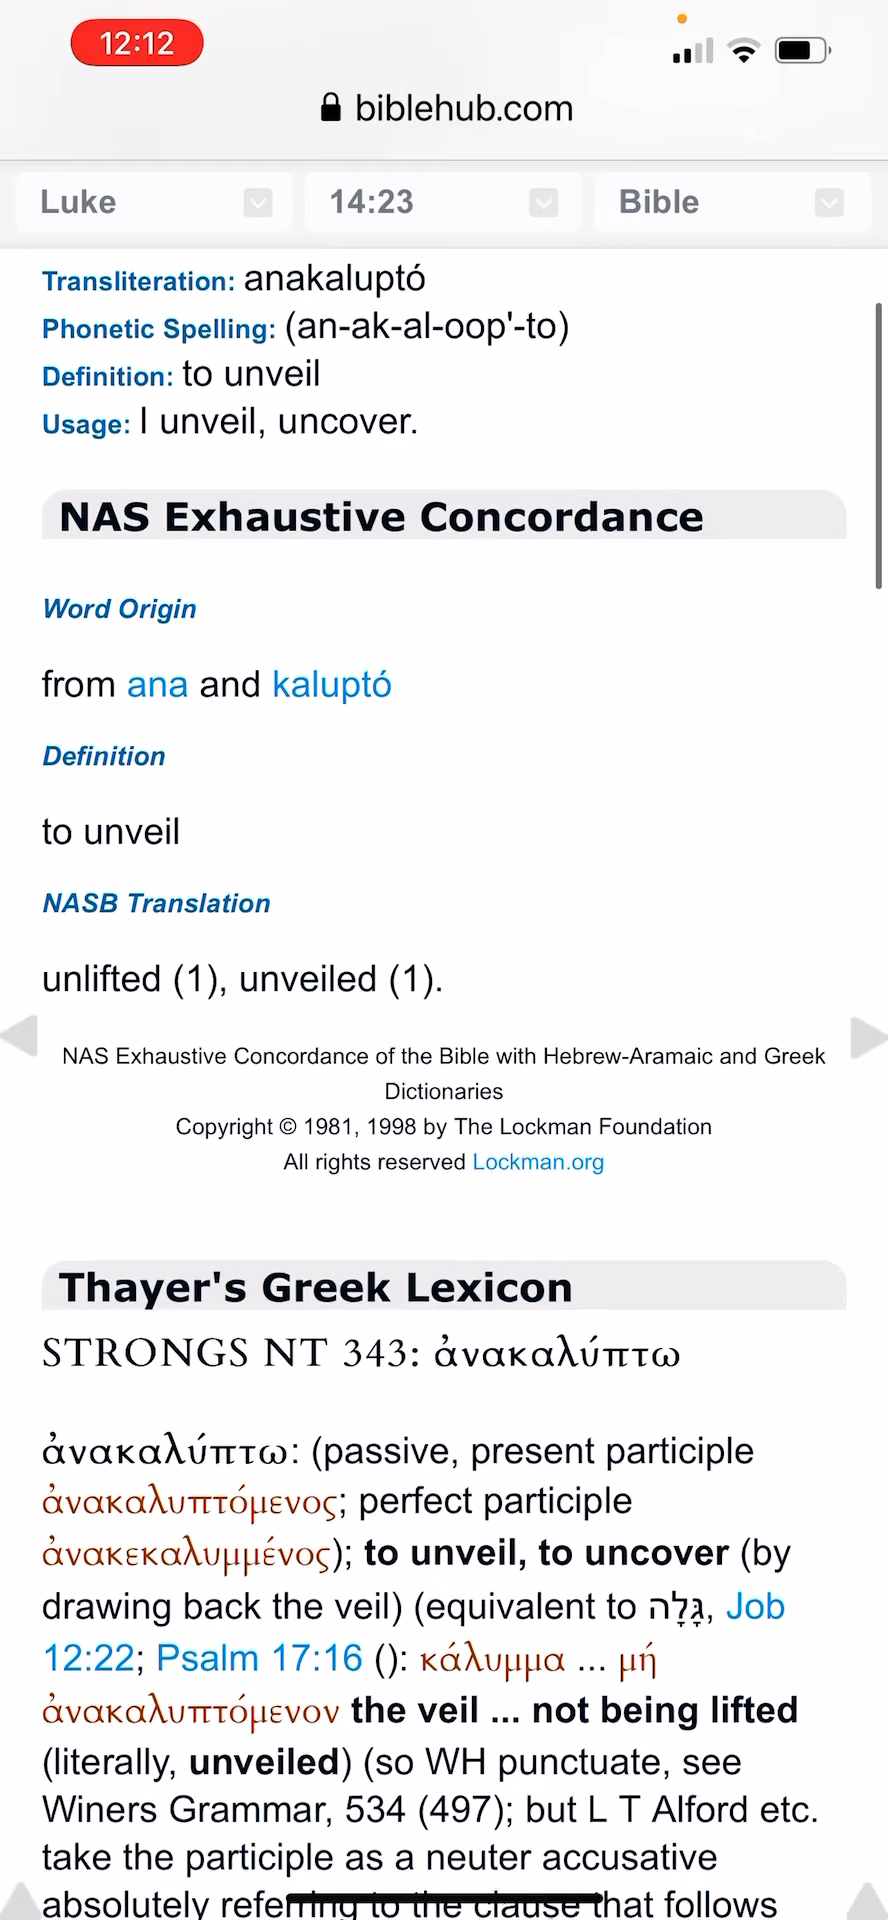 12:12
biblehub.com
Luke 14:23 Bible
Transliteration: anakaluptó
Phonetic Spelling: (an-ak-al-oop'-to)
Definition: to unveil
Usage: I unveil, uncover.
NAS Exhaustive Concordance
Word Origin
from ana and kaluptó
Definition
to unveil
NASB Translation
unlifted (1), unveiled (1).
NAS Exhaustive Concordance of the Bible with Hebrew-Aramaic and Greek
Dictionaries
Copyright © 1981, 1998 by The Lockman Foundation
All rights reserved Lockman.org
Thayer's Greek Lexicon
STRONGS NT 343: ἀνακαλύπτω
ἀνακαλύπτω: (passive, present participle
ἀνακαλυπτόμενος; perfect participle
ἀνακεκαλυμμένος); to unveil, to uncover (by
drawing back the veil) (equivalent to גָּלָה, Job
12:22; Psalm 17:16 (): κάλυμμα ... μή
ἀνακαλυπτόμενον the veil ... not being lifted
(literally, unveiled) (so WH punctuate, see
Winers Grammar, 534 (497); but L T Alford etc.
take the participle as a neuter accusative
absolutely referring to the clause that follows